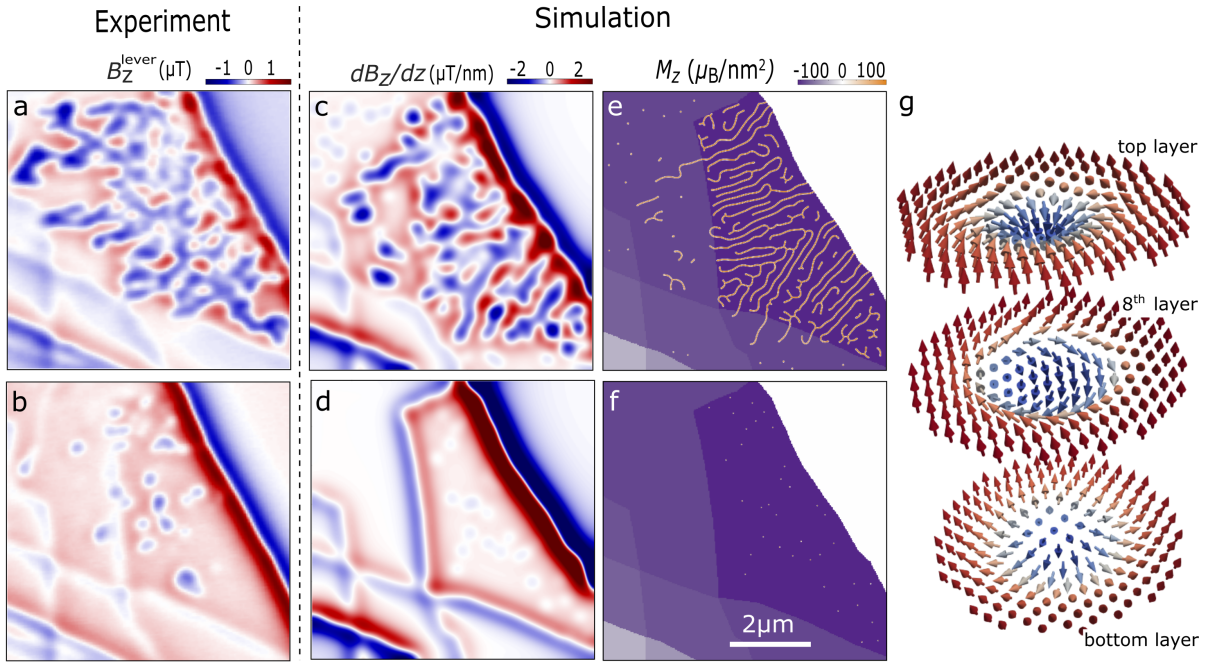 Experiment
Simulation
B_Z^lever (μT)
-1 0 1
dB_Z/dz (μT/nm)
-2 0 2
M_z (μ_B/nm²)
-100 0 100
a
c
e
g
top layer
8th layer
b
d
f
2μm
bottom layer